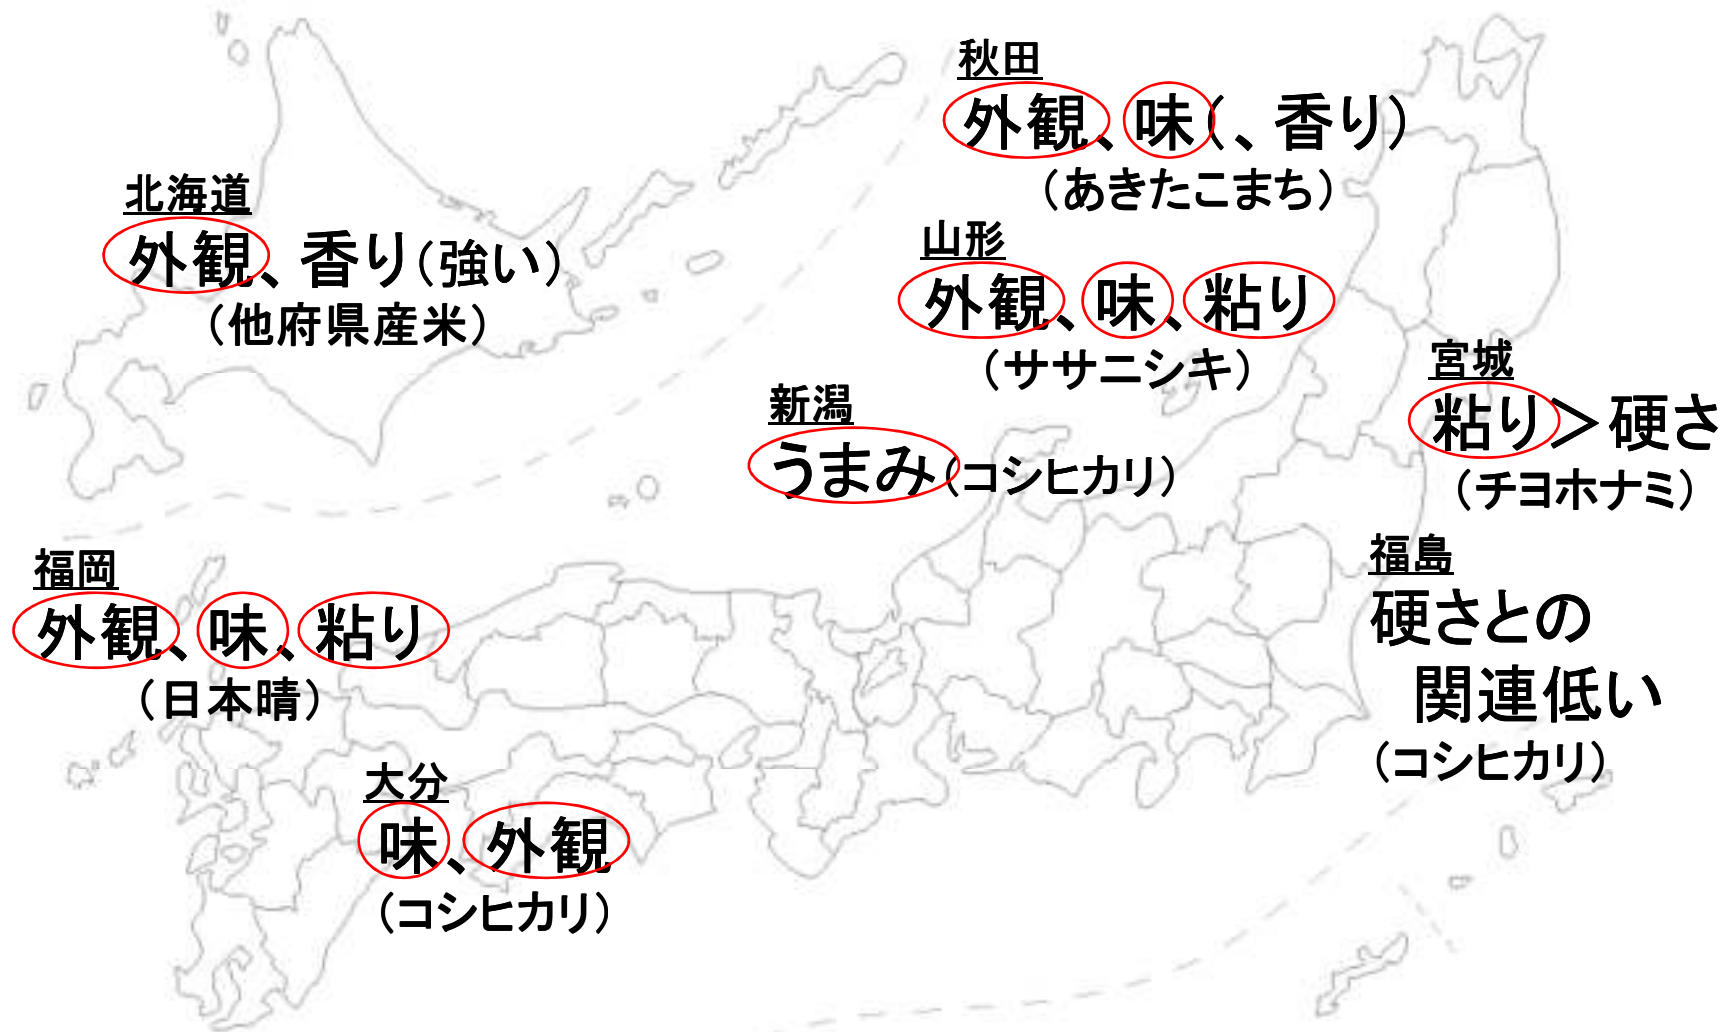 秋田
外観、味(、香り)
(あきたこまち)
北海道
外観、香り(強い)
(他府県産米)
山形
外観、味、粘り
(ササニシキ)
宮城
粘り>硬さ
(チヨホナミ)
新潟
うまみ(コシヒカリ)
福島
硬さとの
関連低い
(コシヒカリ)
福岡
外観、味、粘り
(日本晴)
大分
味、外観
(コシヒカリ)